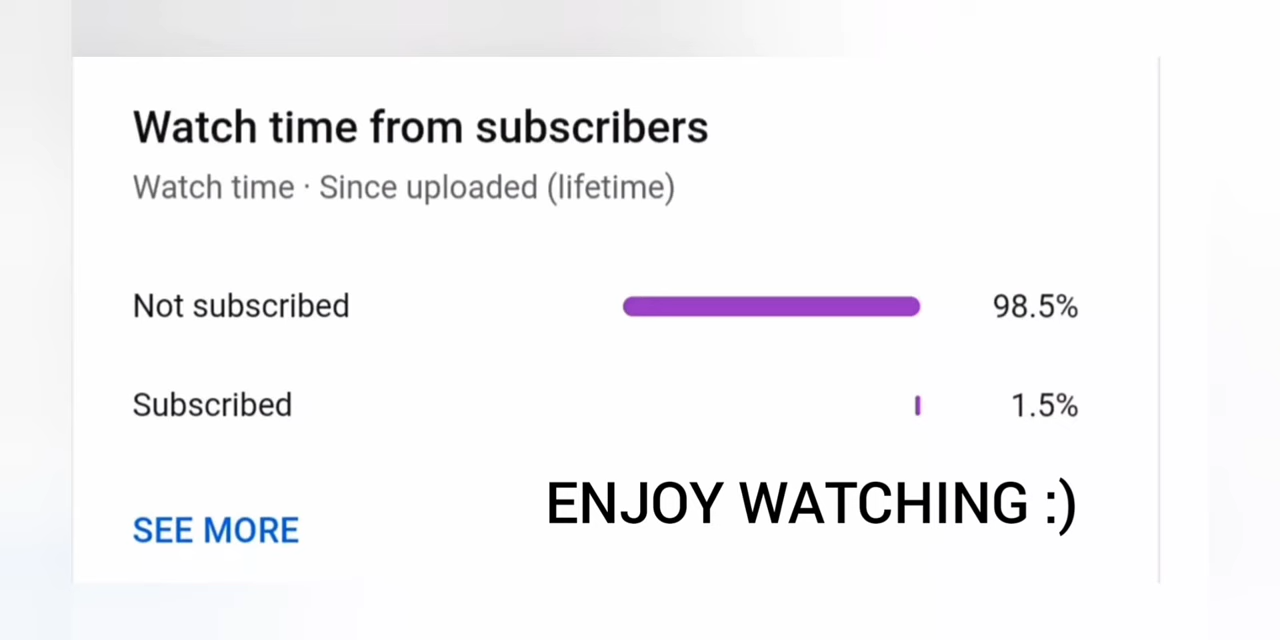 Watch time from subscribers
Watch time · Since uploaded (lifetime)
Not subscribed 98.5%
Subscribed 1.5%
ENJOY WATCHING :)
SEE MORE